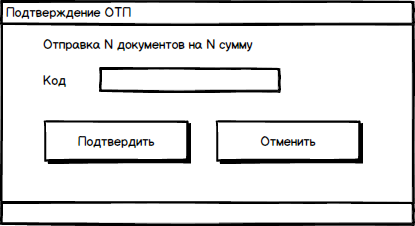 Подтверждение ОТП
Отправка N документов на N сумму
Код
Подтвердить
Отменить